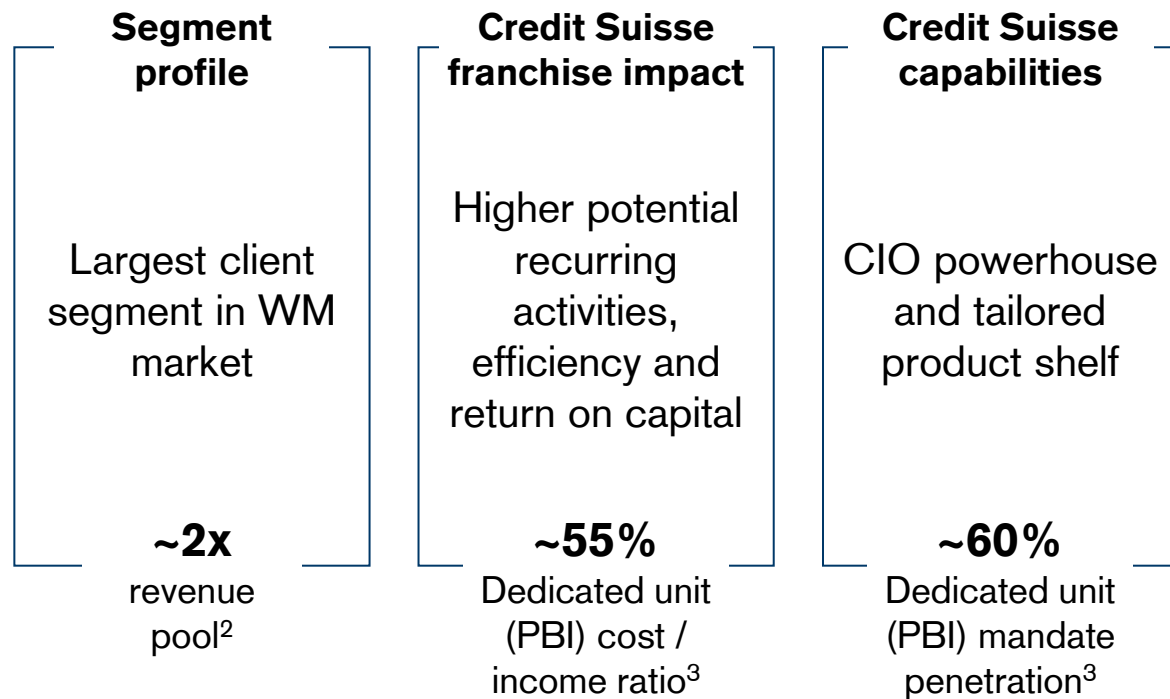 Segment
profile
Largest client
segment in WM
market
~2x
revenue
pool²
Credit Suisse
franchise impact
Higher potential
recurring
activities,
efficiency and
return on capital
~55%
Dedicated unit
(PBI) cost /
income ratio³
Credit Suisse
capabilities
CIO powerhouse
and tailored
product shelf
~60%
Dedicated unit
(PBI) mandate
penetration³